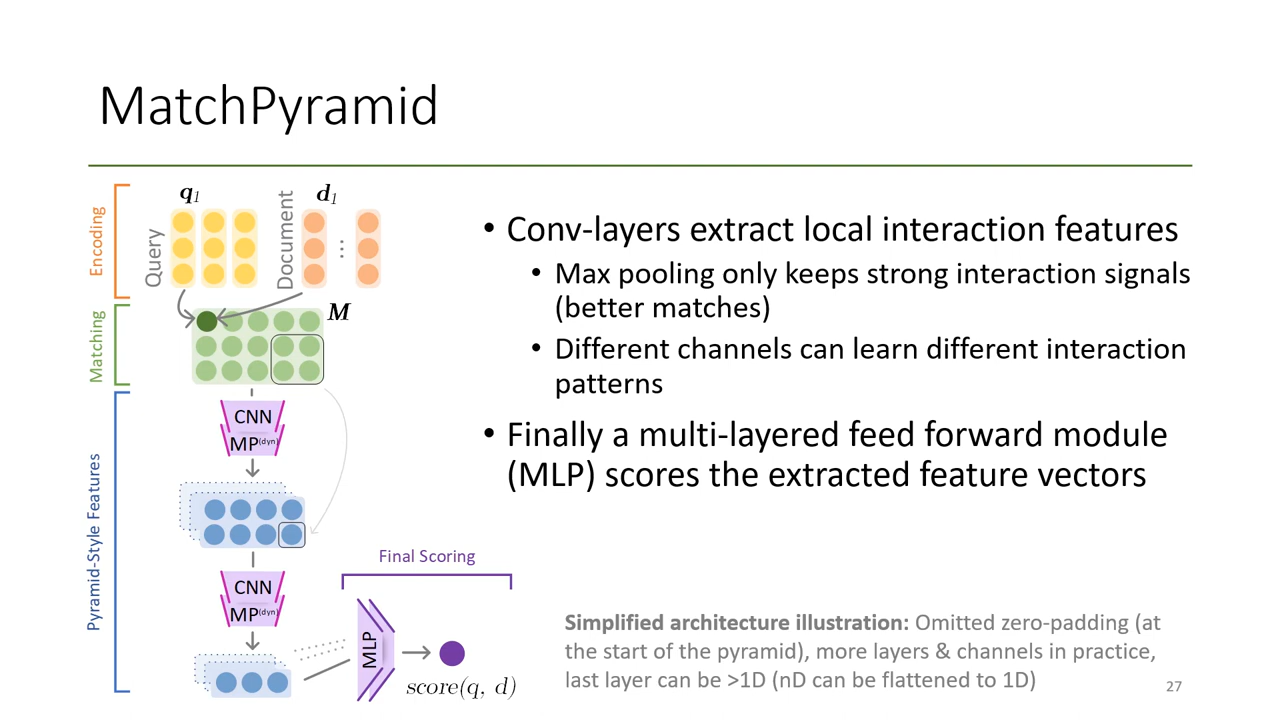 MatchPyramid
Encoding
Query
q1
Document
d1
...
Matching
M
Pyramid-Style Features
CNN
MP(dyn)
CNN
MP(dyn)
Final Scoring
MLP
score(q, d)
• Conv-layers extract local interaction features
• Max pooling only keeps strong interaction signals
(better matches)
• Different channels can learn different interaction
patterns
• Finally a multi-layered feed forward module
(MLP) scores the extracted feature vectors
Simplified architecture illustration: Omitted zero-padding (at
the start of the pyramid), more layers & channels in practice,
last layer can be >1D (nD can be flattened to 1D)
27